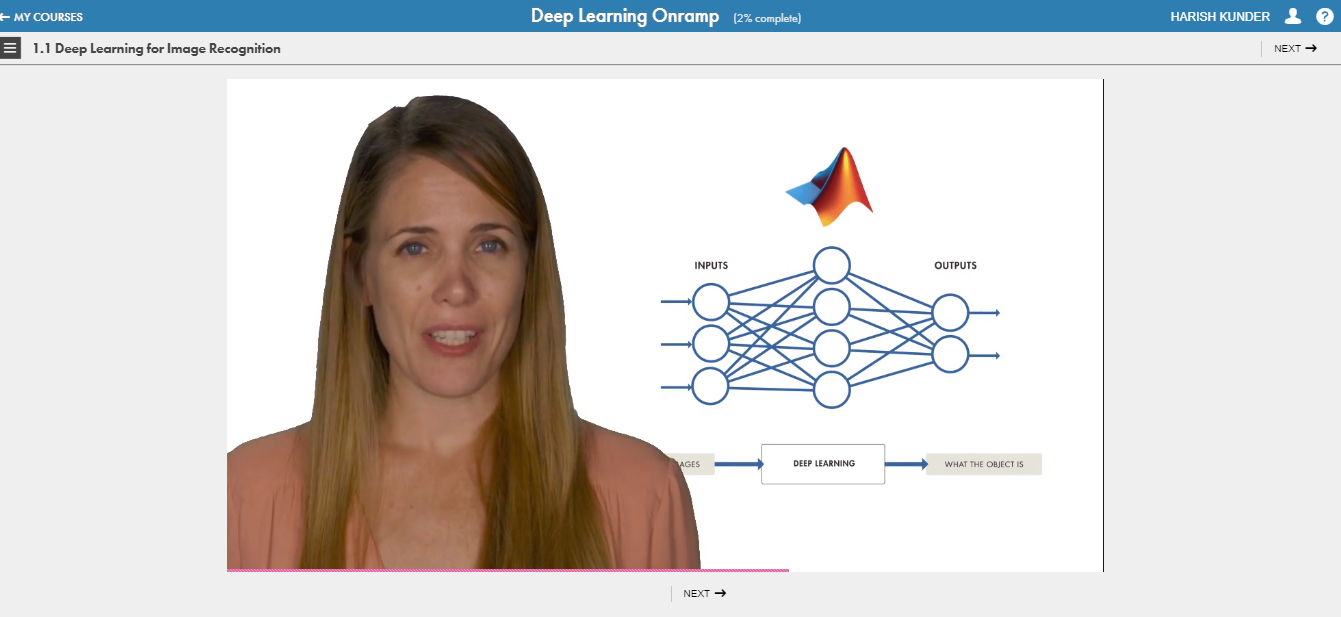 MY COURSES
Deep Learning Onramp (2% complete)
HARISH KUNDER
1.1 Deep Learning for Image Recognition
NEXT
INPUTS
OUTPUTS
AGES
DEEP LEARNING
WHAT THE OBJECT IS
NEXT